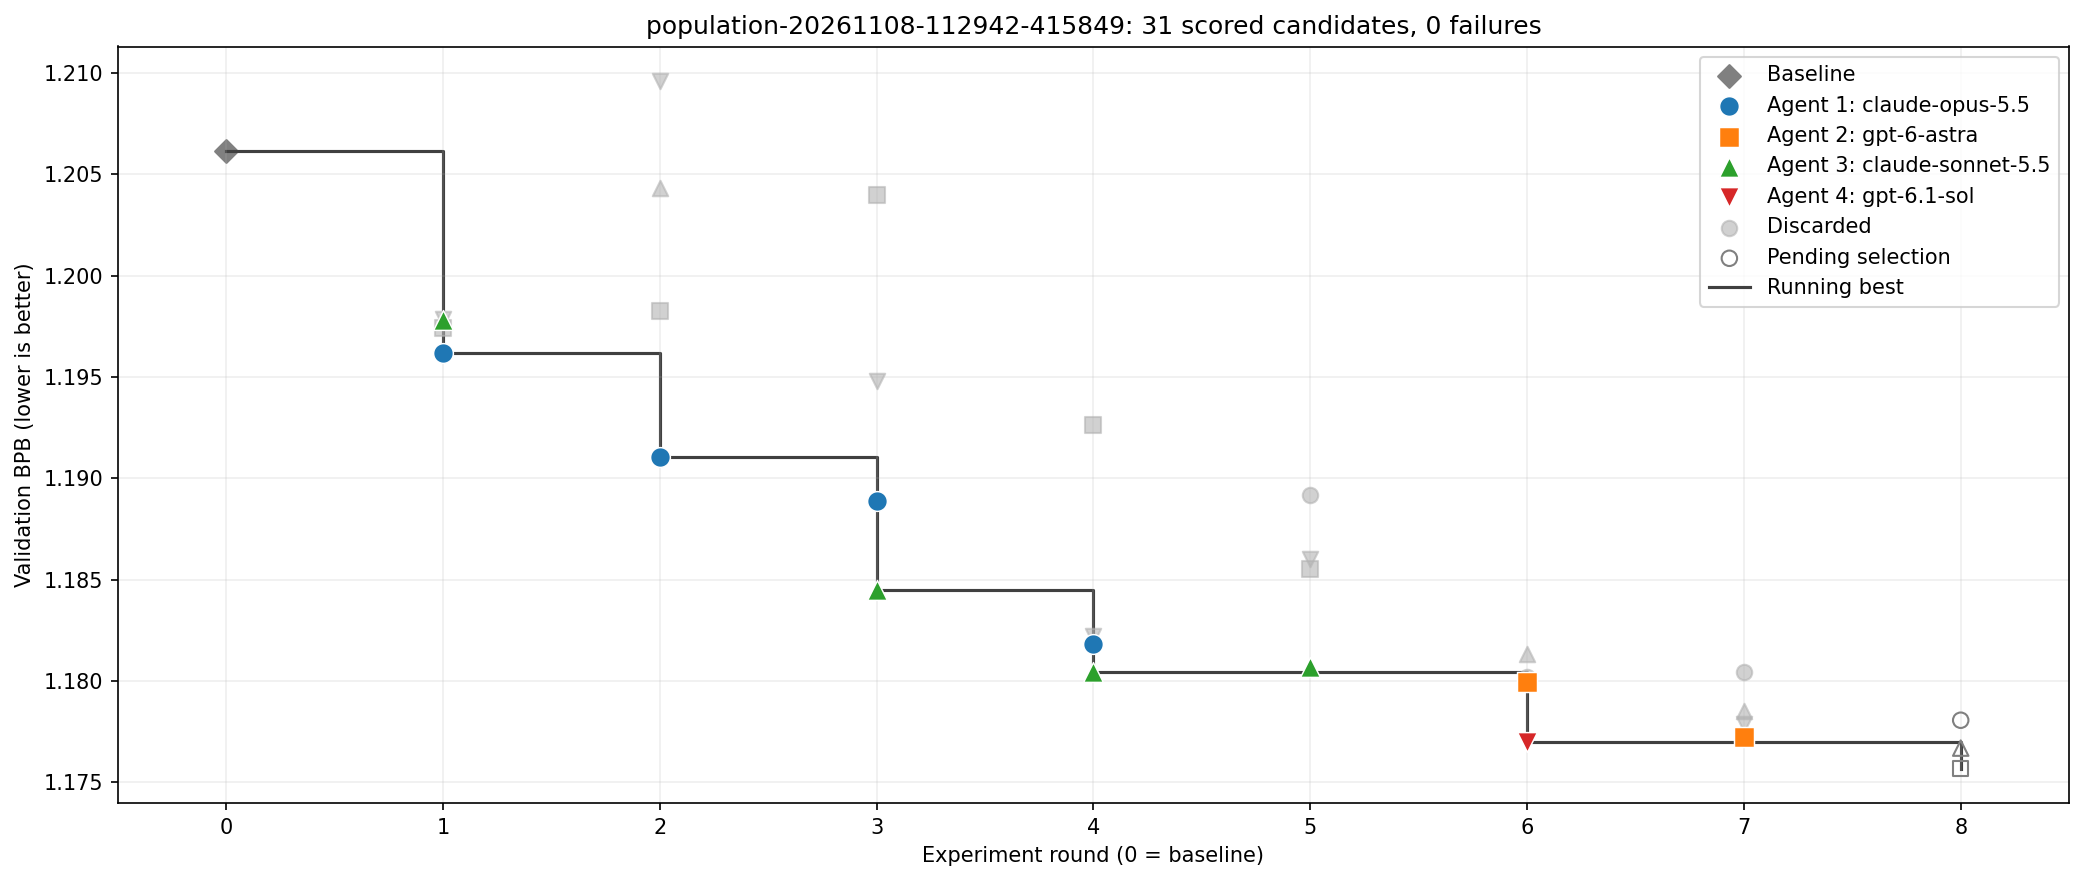 population-20261108-112942-415849: 31 scored candidates, 0 failures
Validation BPB (lower is better)
1.210
1.205
1.200
1.195
1.190
1.185
1.180
1.175
Baseline
Agent 1: claude-opus-5.5
Agent 2: gpt-6-astra
Agent 3: claude-sonnet-5.5
Agent 4: gpt-6.1-sol
Discarded
Pending selection
Running best
0 1 2 3 4 5 6 7 8
Experiment round (0 = baseline)